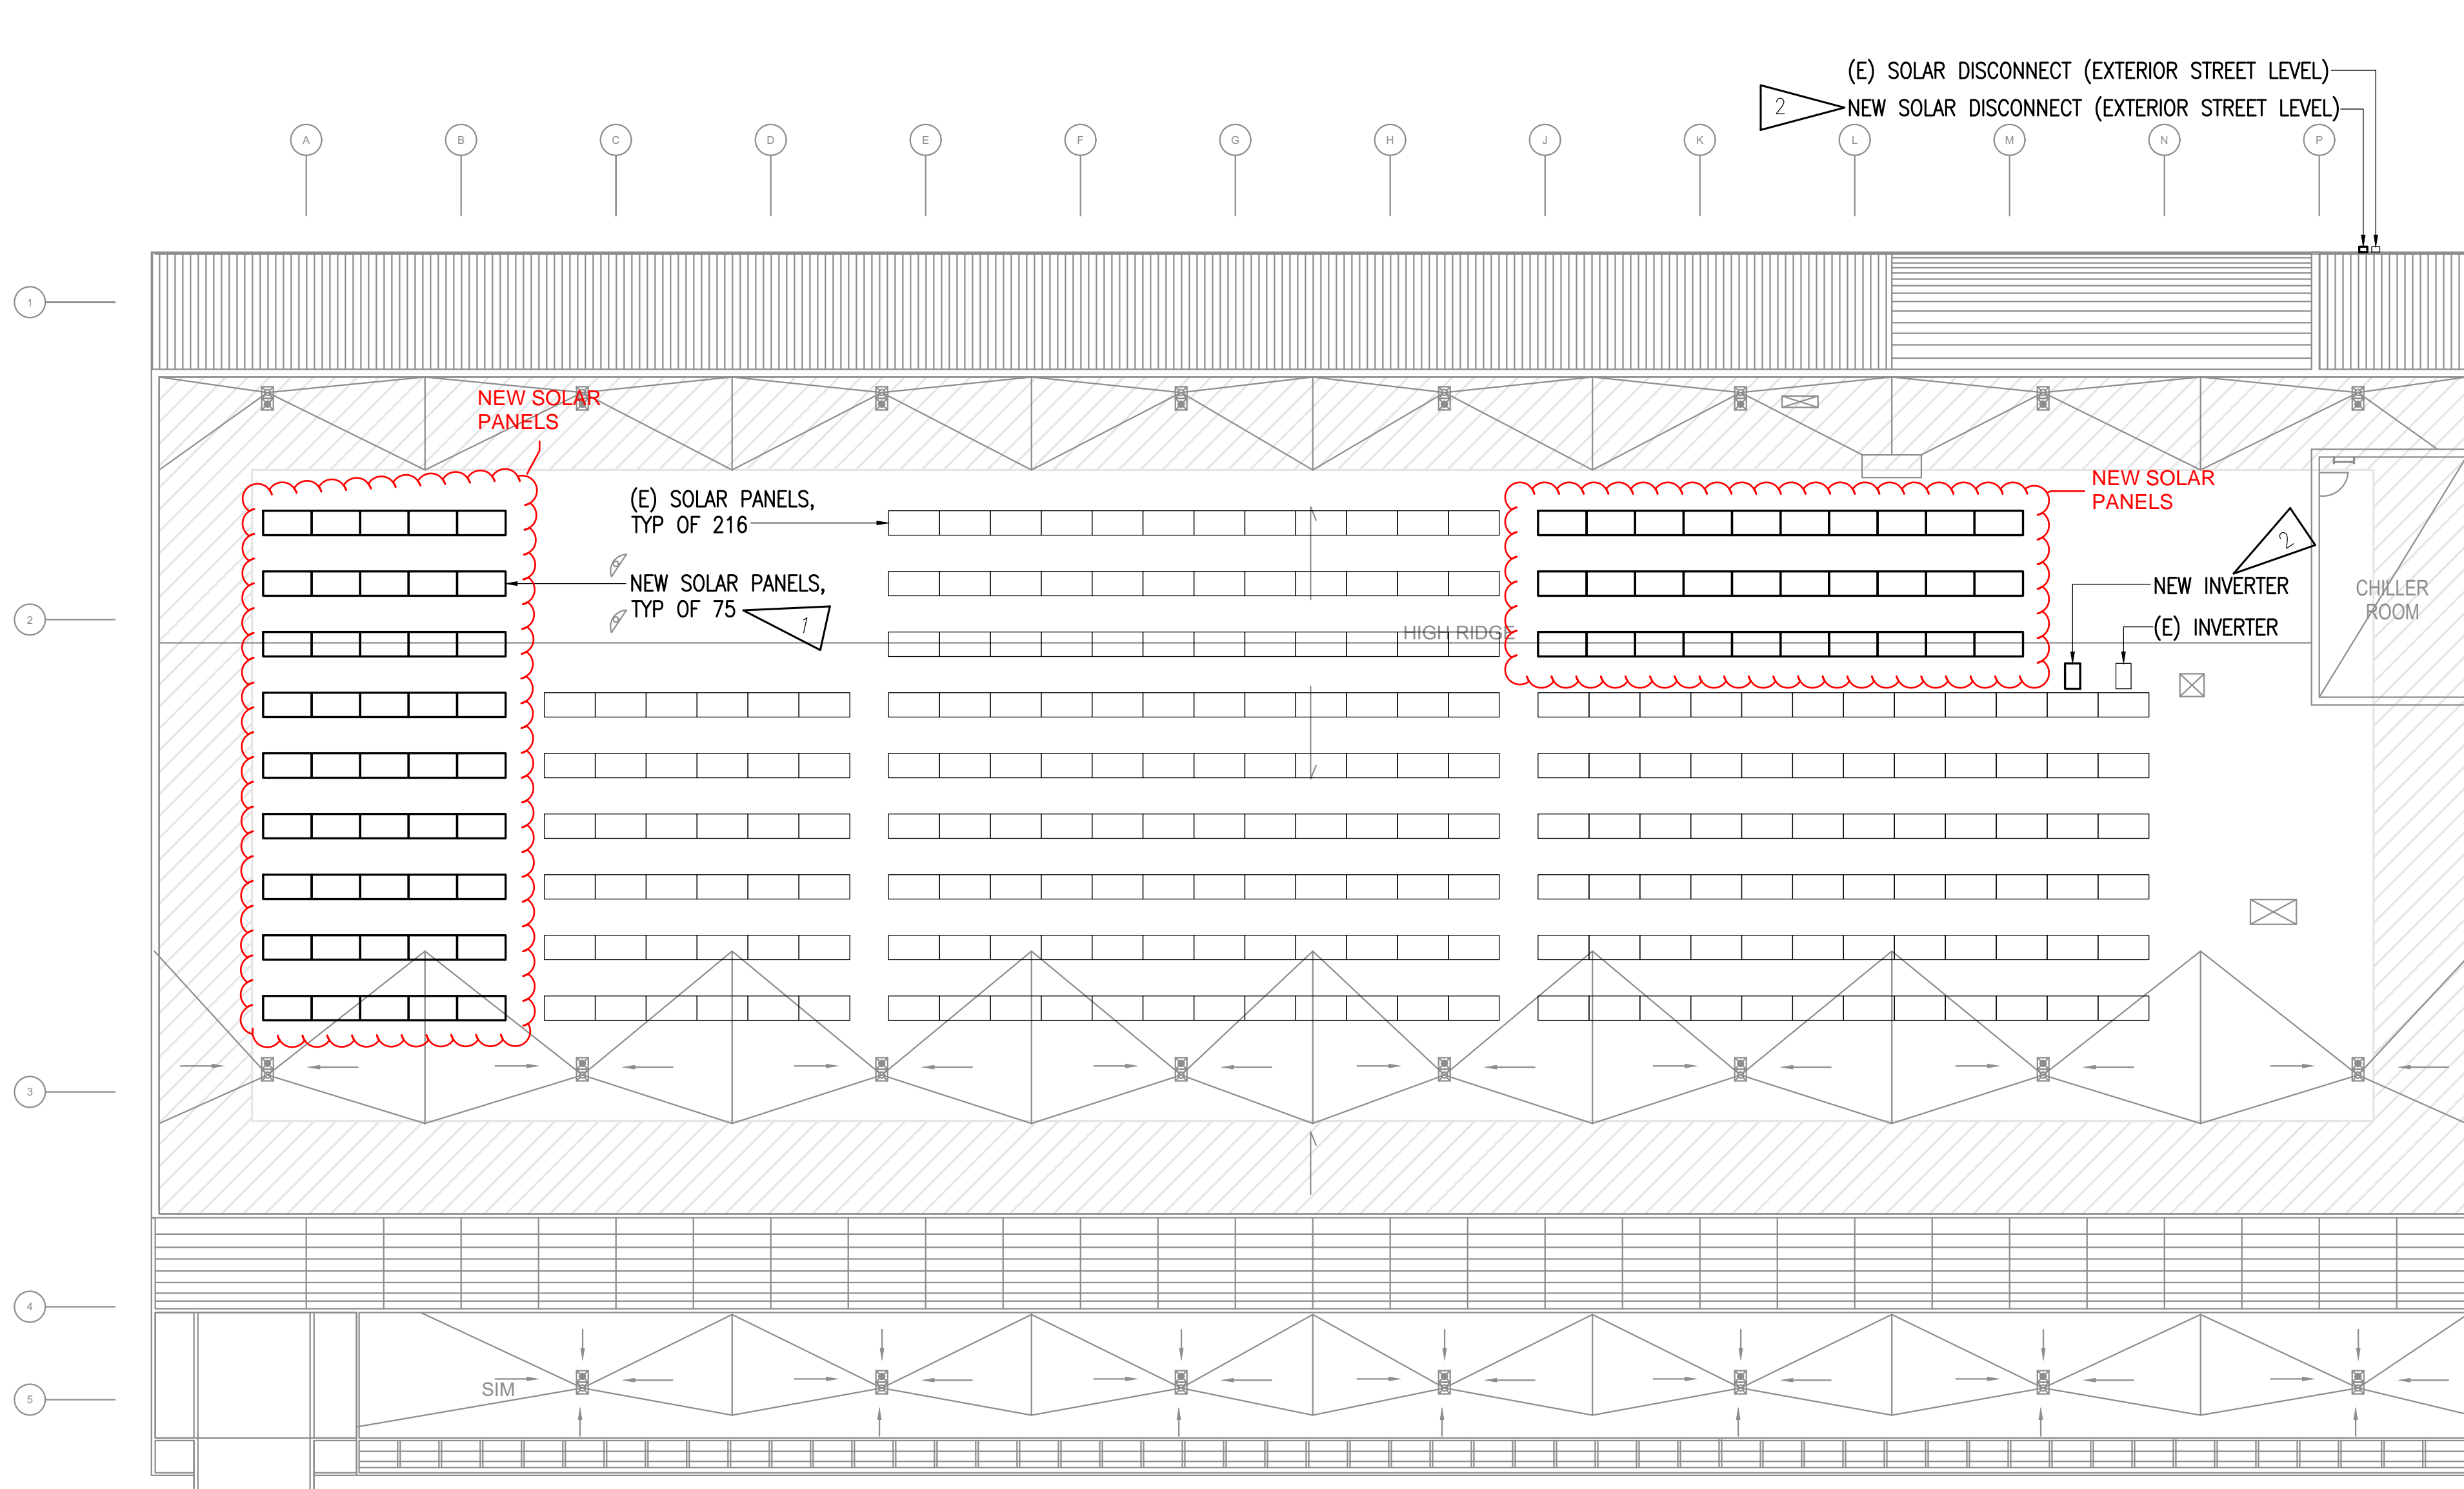 (E) SOLAR DISCONNECT (EXTERIOR STREET LEVEL)
2
NEW SOLAR DISCONNECT (EXTERIOR STREET LEVEL)
A
B
C
D
E
F
G
H
J
K
L
M
N
P
1
NEW SOLAR
PANELS
(E) SOLAR PANELS,
TYP OF 216
NEW SOLAR PANELS,
TYP OF 75
1
HIGH RIDGE
NEW SOLAR
PANELS
2
NEW INVERTER
(E) INVERTER
CHILLER
ROOM
2
3
4
SIM
5